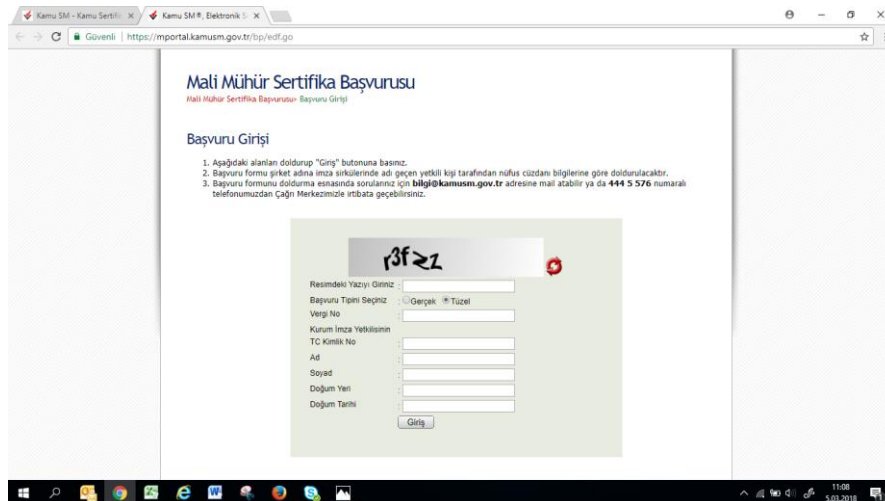 Kamu SM - Kamu Sertifi
Kamu SM®, Elektronik S
Güvenli | https://mportal.kamusm.gov.tr/bp/edf.go
Mali Mühür Sertifika Başvurusu
Mali Mühür Sertifika Başvurusu> Başvuru Girişi
Başvuru Girişi
1. Aşağıdaki alanları doldurup "Giriş" butonuna basınız.
2. Başvuru formu şirket adına imza sirkülerinde adı geçen yetkili kişi tarafından nüfus cüzdanı bilgilerine göre doldurulacaktır.
3. Başvuru formunu doldurma esnasında sorularınız için bilgi@kamusm.gov.tr adresine mail atabilir ya da 444 5 576 numaralı
telefonumuzdan Çağrı Merkezimizle irtibata geçebilirsiniz.
r3fzz
Resimdeki Yazıyı Giriniz :
Başvuru Tipini Seçiniz : Gerçek Tüzel
Vergi No :
Kurum İmza Yetkilisinin
TC Kimlik No :
Ad :
Soyad :
Doğum Yeri :
Doğum Tarihi :
Giriş
11:08
5.03.2018